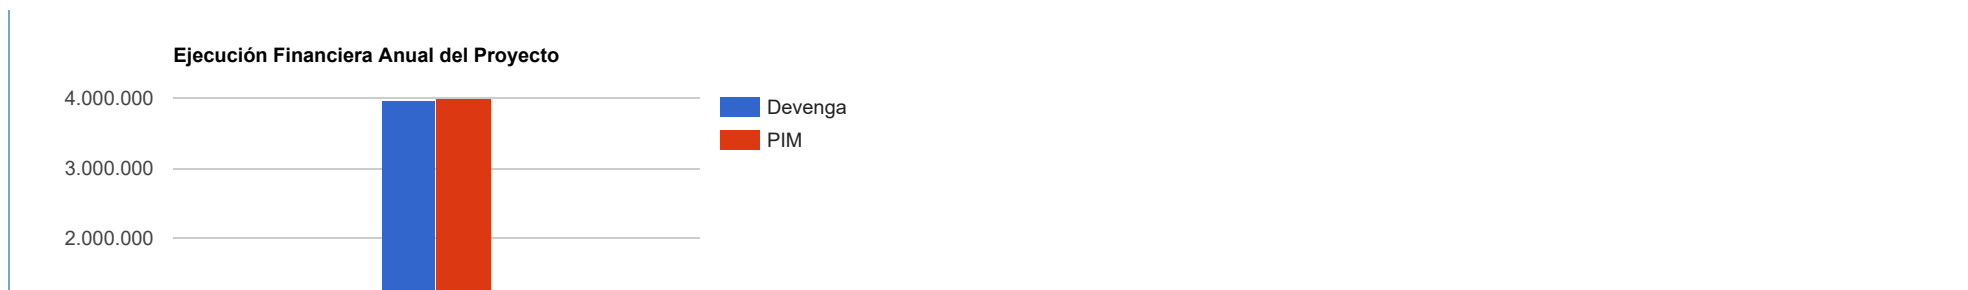 Ejecución Financiera Anual del Proyecto
4.000.000
Devenga
PIM
3.000.000
2.000.000